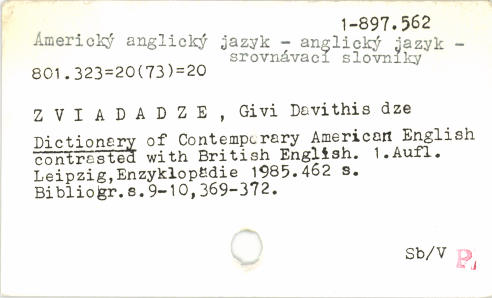 1-897.562
Americký anglický jazyk - anglický jazyk -
srovnávací slovníky
801.323=20(73)=20
Z V I A D A D Z E , Givi Davithis dze
Dictionary of Contemporary American English
contrasted with British English. 1.Aufl.
Leipzig,Enzyklopädie 1985.462 s.
Bibliogr.s.9-10,369-372.
Sb/V P,